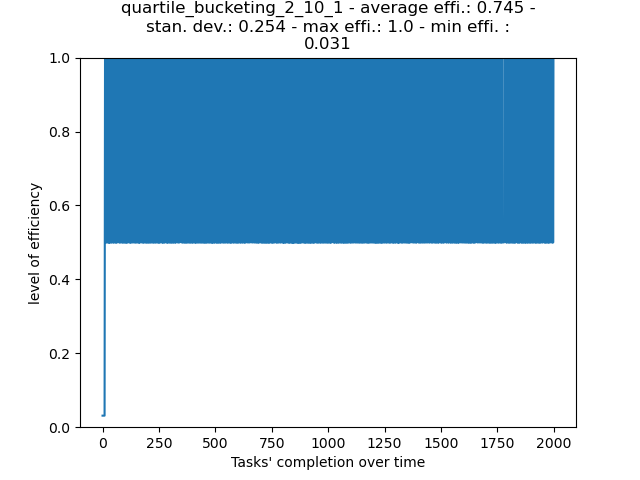 quartile_bucketing_2_10_1 - average effi.: 0.745 -
stan. dev.: 0.254 - max effi.: 1.0 - min effi. :
0.031
1.0
0.8
0.6
0.4
0.2
0.0
level of efficiency
0 250 500 750 1000 1250 1500 1750 2000
Tasks' completion over time